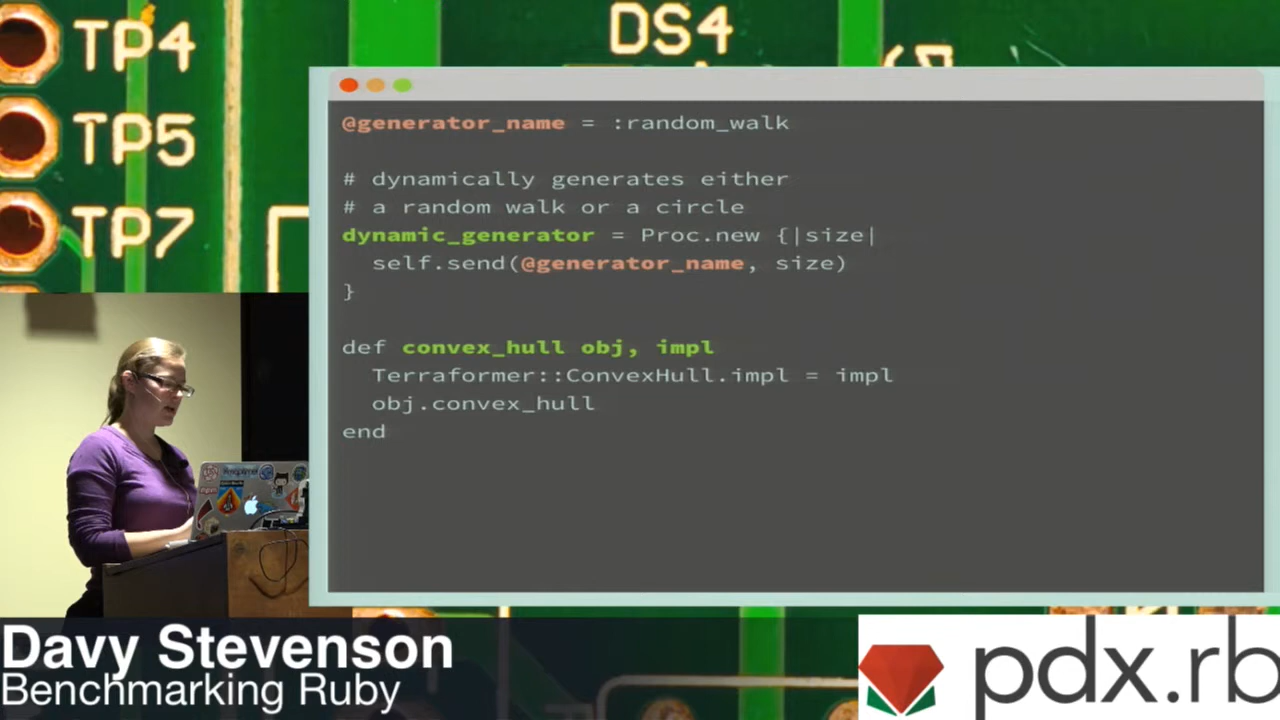 TP4
TP5
TP7
DS4
@generator_name = :random_walk
# dynamically generates either
# a random walk or a circle
dynamic_generator = Proc.new {|size|
  self.send(@generator_name, size)
}
def convex_hull obj, impl
  Terraformer::ConvexHull.impl = impl
  obj.convex_hull
end
Davy Stevenson
Benchmarking Ruby
pdx.rb